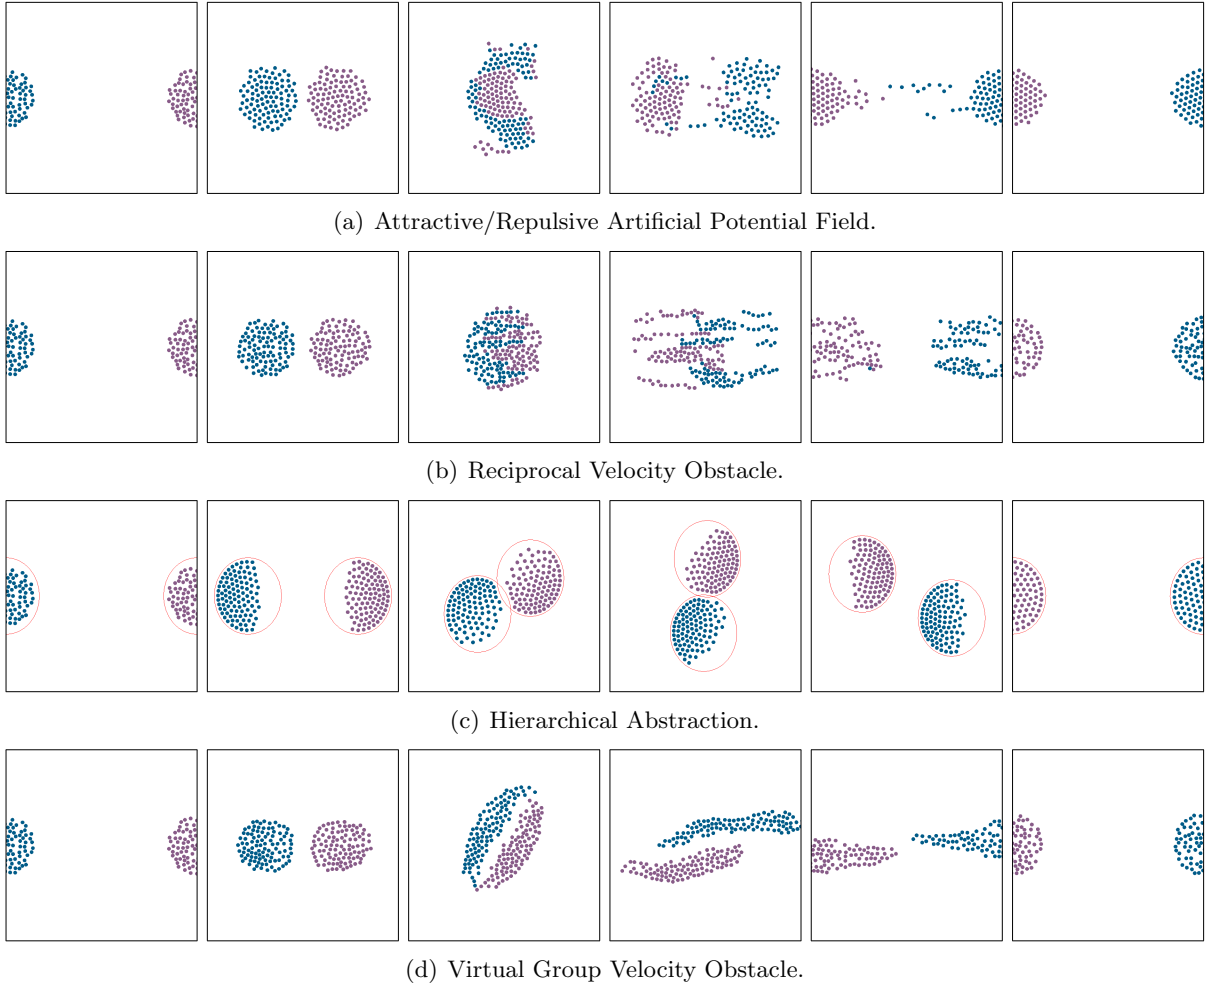 (a) Attractive/Repulsive Artificial Potential Field.
(b) Reciprocal Velocity Obstacle.
(c) Hierarchical Abstraction.
(d) Virtual Group Velocity Obstacle.